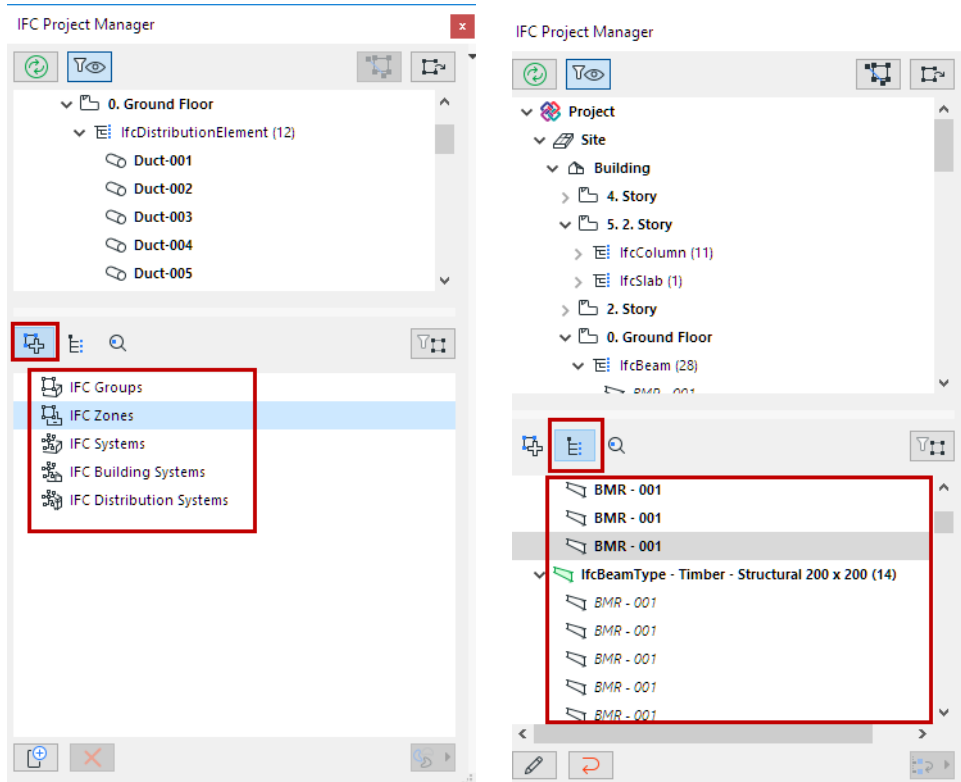 IFC Project Manager
0. Ground Floor
IfcDistributionElement (12)
Duct-001
Duct-002
Duct-003
Duct-004
Duct-005
IFC Groups
IFC Zones
IFC Systems
IFC Building Systems
IFC Distribution Systems
IFC Project Manager
Project
Site
Building
4. Story
5. 2. Story
IfcColumn (11)
IfcSlab (1)
2. Story
0. Ground Floor
IfcBeam (28)
BMR - 001
BMR - 001
BMR - 001
BMR - 001
IfcBeamType - Timber - Structural 200 x 200 (14)
BMR - 001
BMR - 001
BMR - 001
BMR - 001
BMR - 001